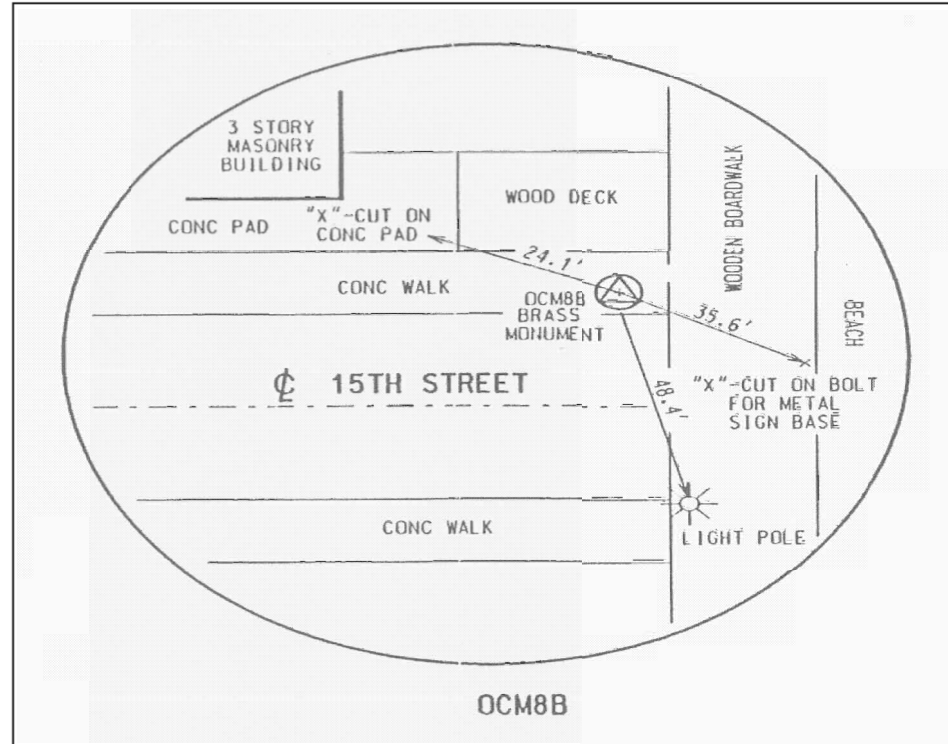 3 STORY
MASONRY
BUILDING
CONC PAD
"X"-CUT ON
CONC PAD
WOOD DECK
WOODEN BOARDWALK
BEACH
24.1'
CONC WALK
OCM8B
BRASS
MONUMENT
35.6'
℄ 15TH STREET
48.4'
"X"-CUT ON BOLT
FOR METAL
SIGN BASE
CONC WALK
LIGHT POLE
OCM8B